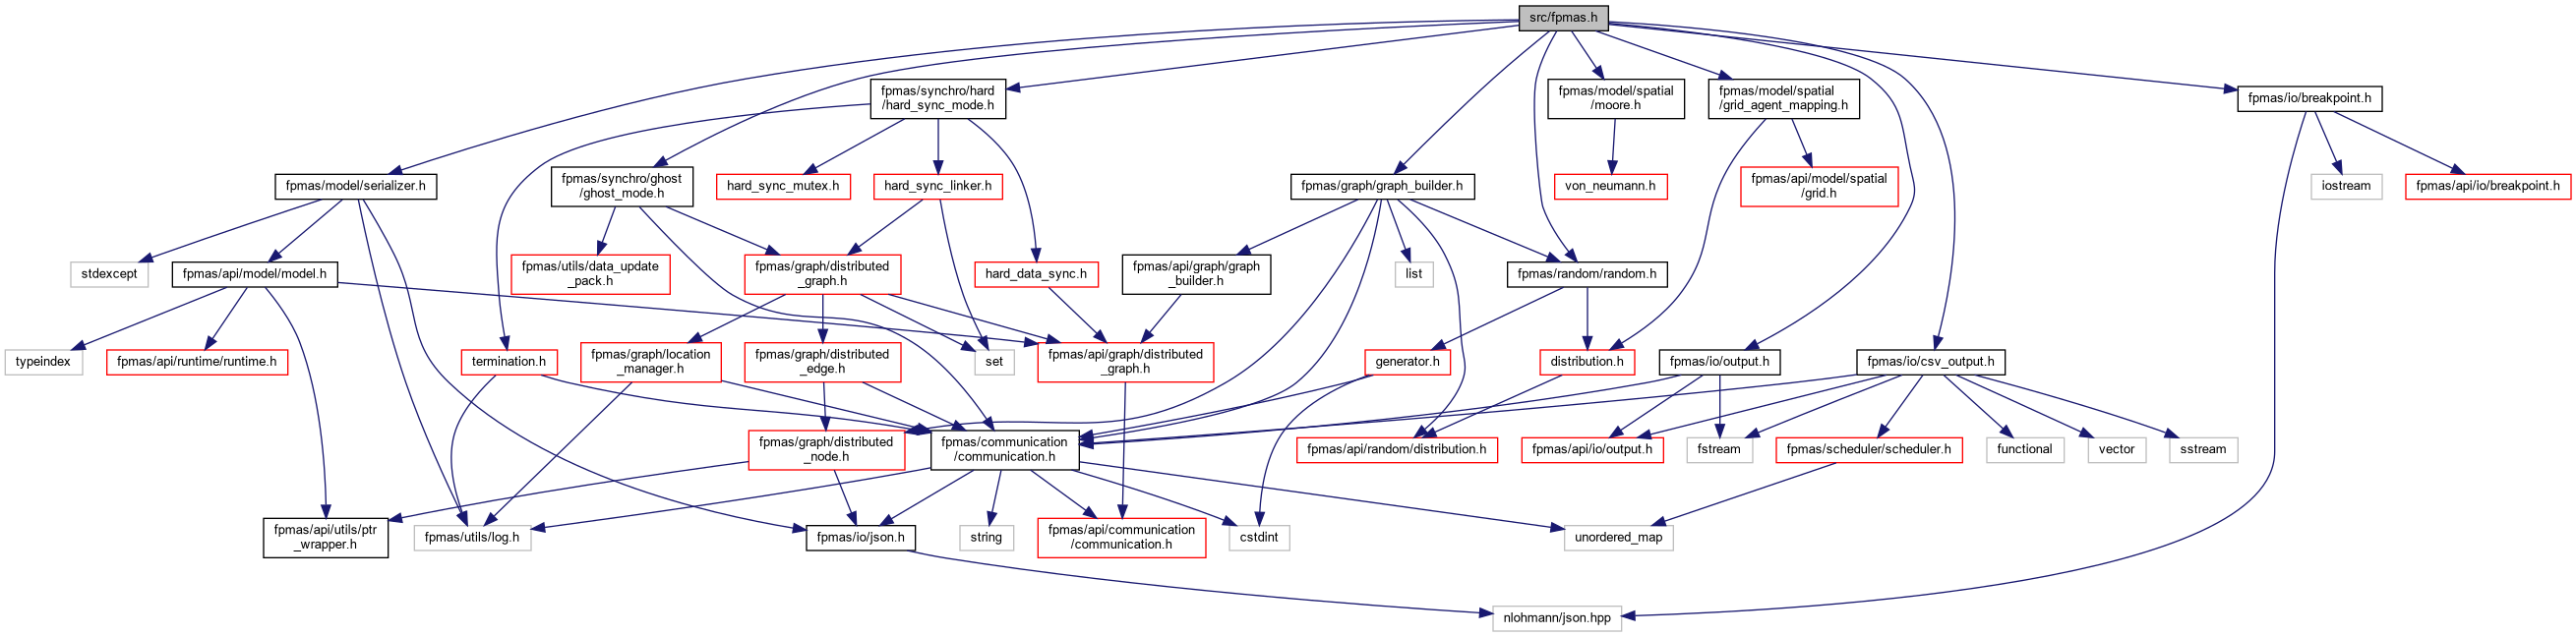 src/fpmas.h
fpmas/synchro/hard
/hard_sync_mode.h
fpmas/model/spatial
/moore.h
fpmas/model/spatial
/grid_agent_mapping.h
fpmas/io/breakpoint.h
fpmas/model/serializer.h
fpmas/synchro/ghost
/ghost_mode.h
hard_sync_mutex.h
hard_sync_linker.h
fpmas/graph/graph_builder.h
von_neumann.h
fpmas/api/model/spatial
/grid.h
iostream
fpmas/api/io/breakpoint.h
stdexcept
fpmas/api/model/model.h
fpmas/utils/data_update
_pack.h
fpmas/graph/distributed
_graph.h
hard_data_sync.h
fpmas/api/graph/graph
_builder.h
list
fpmas/random/random.h
typeindex
fpmas/api/runtime/runtime.h
termination.h
fpmas/graph/location
_manager.h
fpmas/graph/distributed
_edge.h
set
fpmas/api/graph/distributed
_graph.h
generator.h
distribution.h
fpmas/io/output.h
fpmas/io/csv_output.h
fpmas/graph/distributed
_node.h
fpmas/communication
/communication.h
fpmas/api/random/distribution.h
fpmas/api/io/output.h
fstream
fpmas/scheduler/scheduler.h
functional
vector
sstream
fpmas/api/utils/ptr
_wrapper.h
fpmas/utils/log.h
fpmas/io/json.h
string
fpmas/api/communication
/communication.h
cstdint
unordered_map
nlohmann/json.hpp